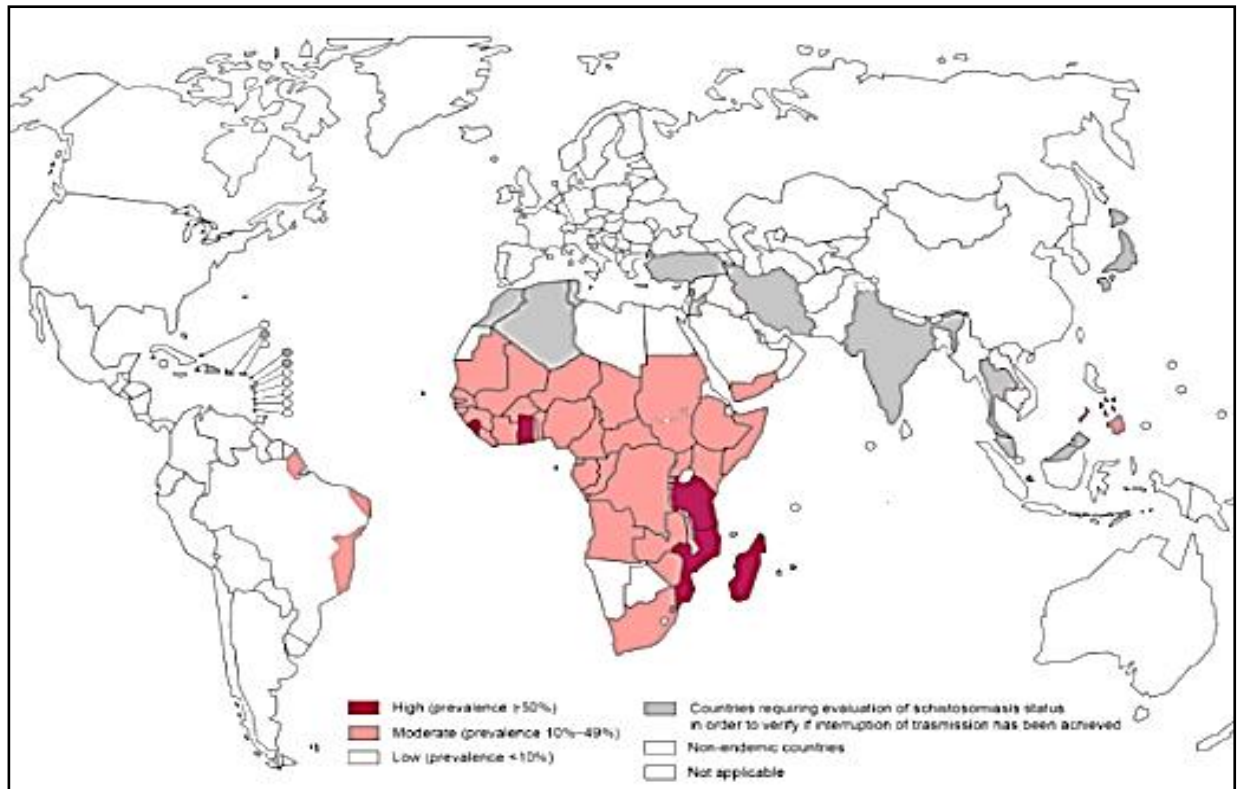 High (prevalence ≥50%)
Moderate (prevalence 10%–49%)
Low (prevalence <10%)
Countries requiring evaluation of schistosomiasis status
in order to verify if interruption of trasmission has been achieved
Non-endemic countries
Not applicable